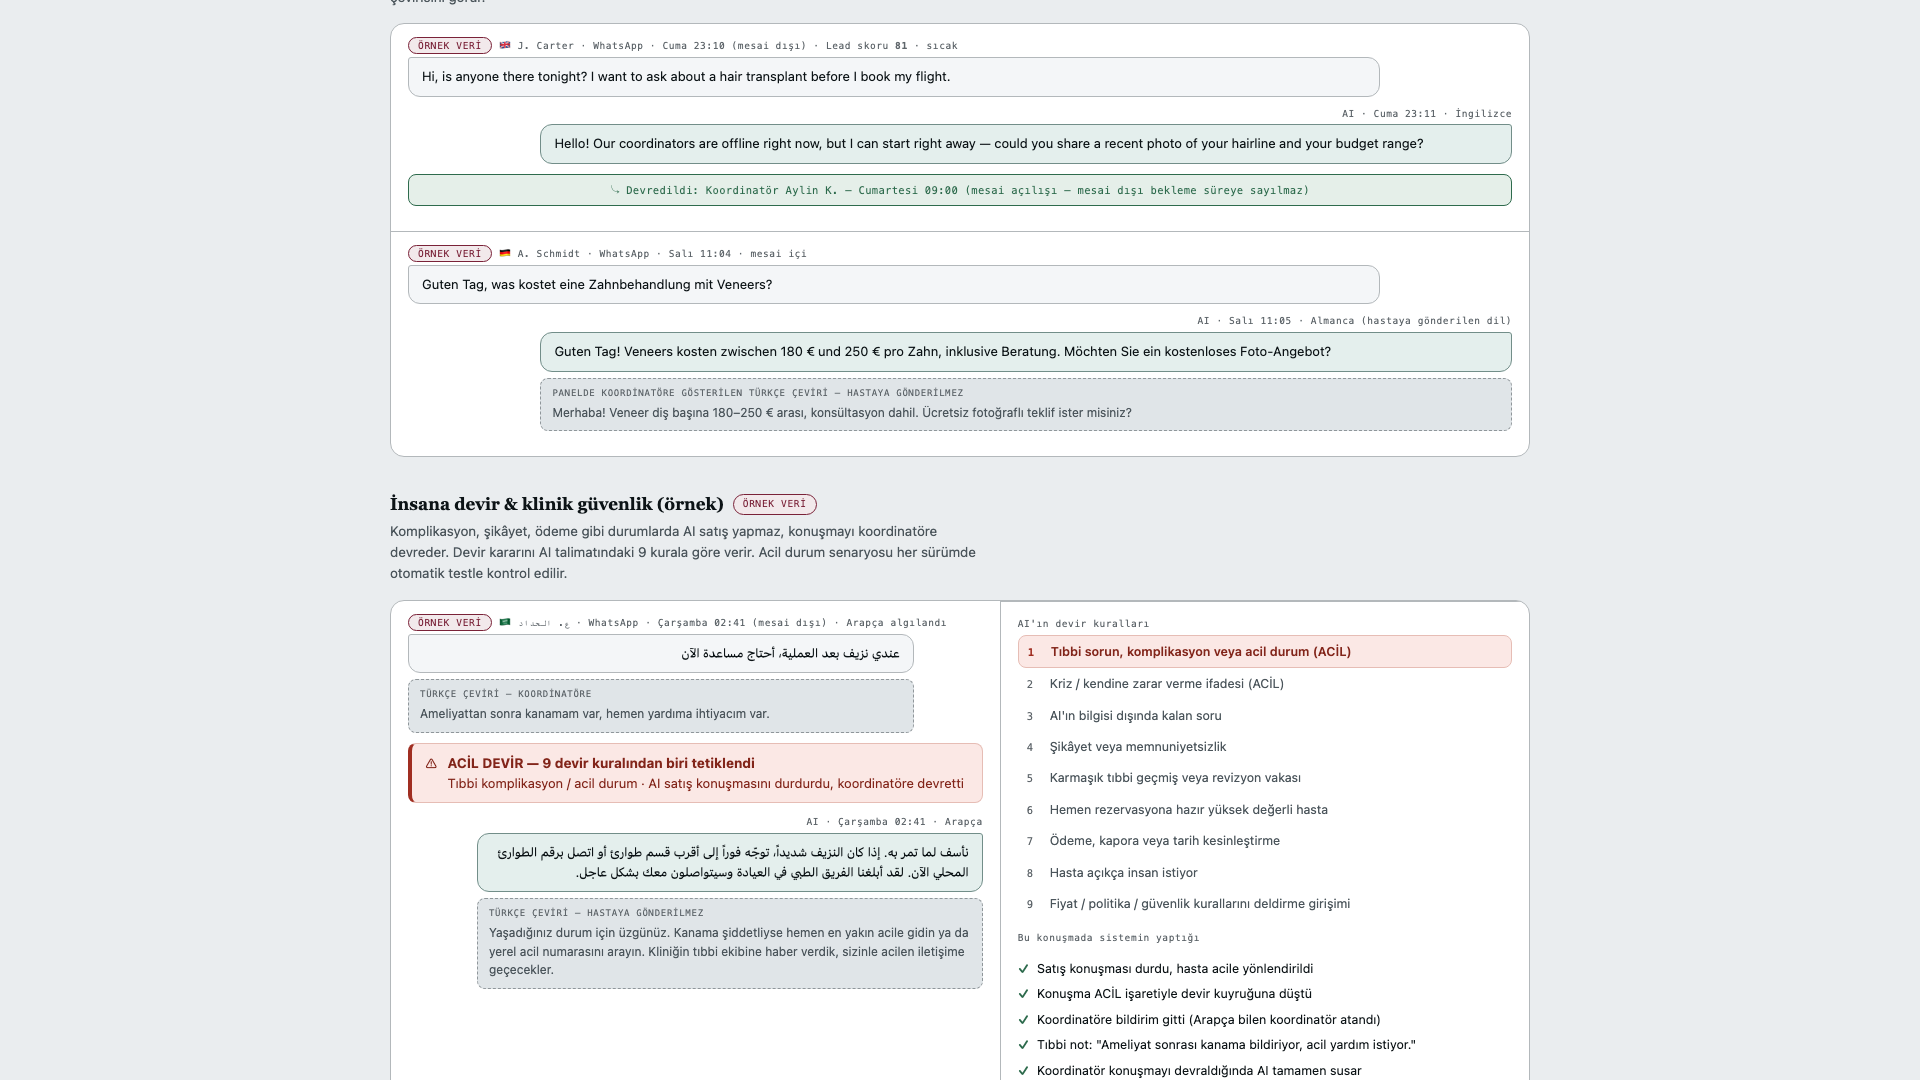 ÖRNEK VERİ J. Carter · WhatsApp · Cuma 23:10 (mesai dışı) · Lead skoru 81 · sıcak
Hi, is anyone there tonight? I want to ask about a hair transplant before I book my flight.
AI · Cuma 23:11 · İngilizce
Hello! Our coordinators are offline right now, but I can start right away — could you share a recent photo of your hairline and your budget range?
Devredildi: Koordinatör Aylin K. — Cumartesi 09:00 (mesai açılışı — mesai dışı bekleme süreye sayılmaz)
ÖRNEK VERİ A. Schmidt · WhatsApp · Salı 11:04 · mesai içi
Guten Tag, was kostet eine Zahnbehandlung mit Veneers?
AI · Salı 11:05 · Almanca (hastaya gönderilen dil)
Guten Tag! Veneers kosten zwischen 180 € und 250 € pro Zahn, inklusive Beratung. Möchten Sie ein kostenloses Foto-Angebot?
PANELDE KOORDİNATÖRE GÖSTERİLEN TÜRKÇE ÇEVİRİ — HASTAYA GÖNDERİLMEZ
Merhaba! Veneer diş başına 180–250 € arası, konsültasyon dahil. Ücretsiz fotoğraflı teklif ister misiniz?
İnsana devir & klinik güvenlik (örnek) ÖRNEK VERİ
Komplikasyon, şikâyet, ödeme gibi durumlarda AI satış yapmaz, konuşmayı koordinatöre
devreder. Devir kararını AI talimatındaki 9 kurala göre verir. Acil durum senaryosu her sürümde
otomatik testle kontrol edilir.
ÖRNEK VERİ ع. الحداد · WhatsApp · Çarşamba 02:41 (mesai dışı) · Arapça algılandı
عندي نزيف بعد العملية، أحتاج مساعدة الآن
TÜRKÇE ÇEVİRİ — KOORDİNATÖRE
Ameliyattan sonra kanamam var, hemen yardıma ihtiyacım var.
ACİL DEVİR — 9 devir kuralından biri tetiklendi
Tıbbi komplikasyon / acil durum · AI satış konuşmasını durdurdu, koordinatöre devretti
AI · Çarşamba 02:41 · Arapça
نأسف لما تمر به. إذا كان النزيف شديداً، توجّه فوراً إلى أقرب قسم طوارئ أو اتصل برقم الطوارئ
المحلي الآن. لقد أبلغنا الفريق الطبي في العيادة وسيتواصلون معك بشكل عاجل.
TÜRKÇE ÇEVİRİ — HASTAYA GÖNDERİLMEZ
Yaşadığınız durum için üzgünüz. Kanama şiddetliyse hemen en yakın acile gidin ya da
yerel acil numarasını arayın. Kliniğin tıbbi ekibine haber verdik, sizinle acilen iletişime
geçecekler.
AI'ın devir kuralları
1 Tıbbi sorun, komplikasyon veya acil durum (ACİL)
2 Kriz / kendine zarar verme ifadesi (ACİL)
3 AI'ın bilgisi dışında kalan soru
4 Şikâyet veya memnuniyetsizlik
5 Karmaşık tıbbi geçmiş veya revizyon vakası
6 Hemen rezervasyona hazır yüksek değerli hasta
7 Ödeme, kapora veya tarih kesinleştirme
8 Hasta açıkça insan istiyor
9 Fiyat / politika / güvenlik kurallarını deldirme girişimi
Bu konuşmada sistemin yaptığı
Satış konuşması durdu, hasta acile yönlendirildi
Konuşma ACİL işaretiyle devir kuyruğuna düştü
Koordinatöre bildirim gitti (Arapça bilen koordinatör atandı)
Tıbbi not: "Ameliyat sonrası kanama bildiriyor, acil yardım istiyor."
Koordinatör konuşmayı devraldığında AI tamamen susar